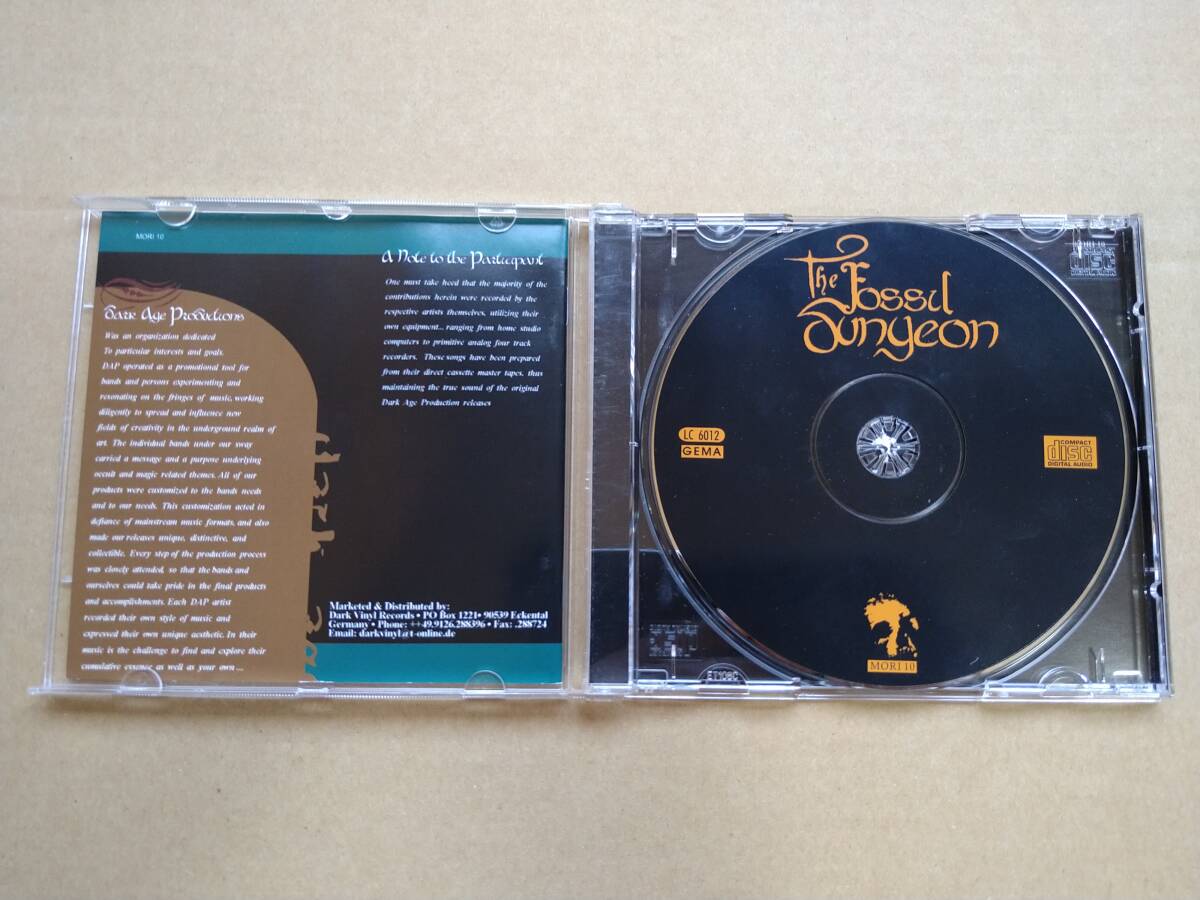 MORI 10
Dark Age Productions
Was an organization dedicated
To particular interests and goals.
DAP operated as a promotional tool for
bands and persons experimenting and
resonating on the fringes of music, working
diligently to spread and influence new
fields of creativity in the underground realm of
art. The individual bands under our sway
carried a message and a purpose underlying
occult and magic related themes. All of our
products were customized to the bands needs
and to our needs. This customization acted in
defiance of mainstream music formats, and also
made our releases unique, distinctive, and
collectible. Every step of the production process
was closely attended, so that the bands and
ourselves could take pride in the final products
and accomplishments. Each DAP artist
recorded their own style of music and
expressed their own unique aesthetic. In their
music is the challenge to find and explore their
cumulative essence as well as your own ...
A Note to the Participant
One must take heed that the majority of the
contributions herein were recorded by the
respective artists themselves, utilizing their
own equipment... ranging from home studio
computers to primitive analog four track
recorders. These songs have been prepared
from their direct cassette master tapes, thus
maintaining the true sound of the original
Dark Age Production releases
Marketed & Distributed by:
Dark Vinyl Records • PO Box 1221• 90539 Eckental
Germany • Phone: ++49.9126.288396 • Fax: .288724
Email: darkvinyl@t-online.de
The Fossil
Dungeon
LC 6012
GEMA
COMPACT
disc
DIGITAL AUDIO
MORI 10
ET108C